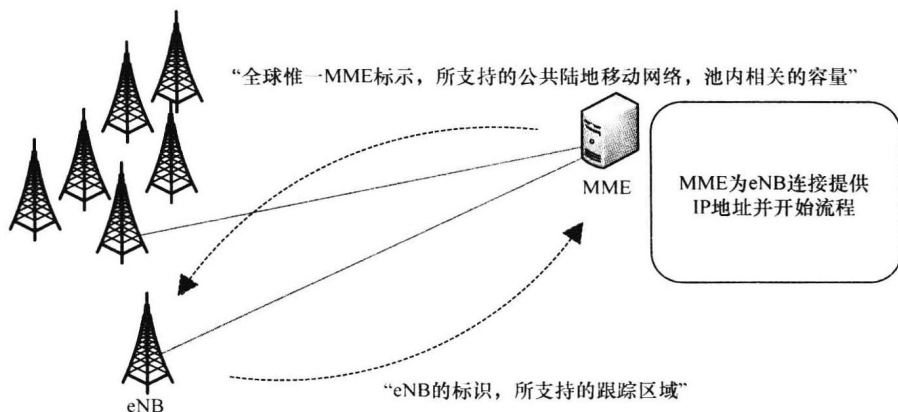 “全球惟一MME标示，所支持的公共陆地移动网络，池内相关的容量”
MME
MME为eNB连接提供
IP地址并开始流程
“eNB的标识，所支持的跟踪区域”
eNB